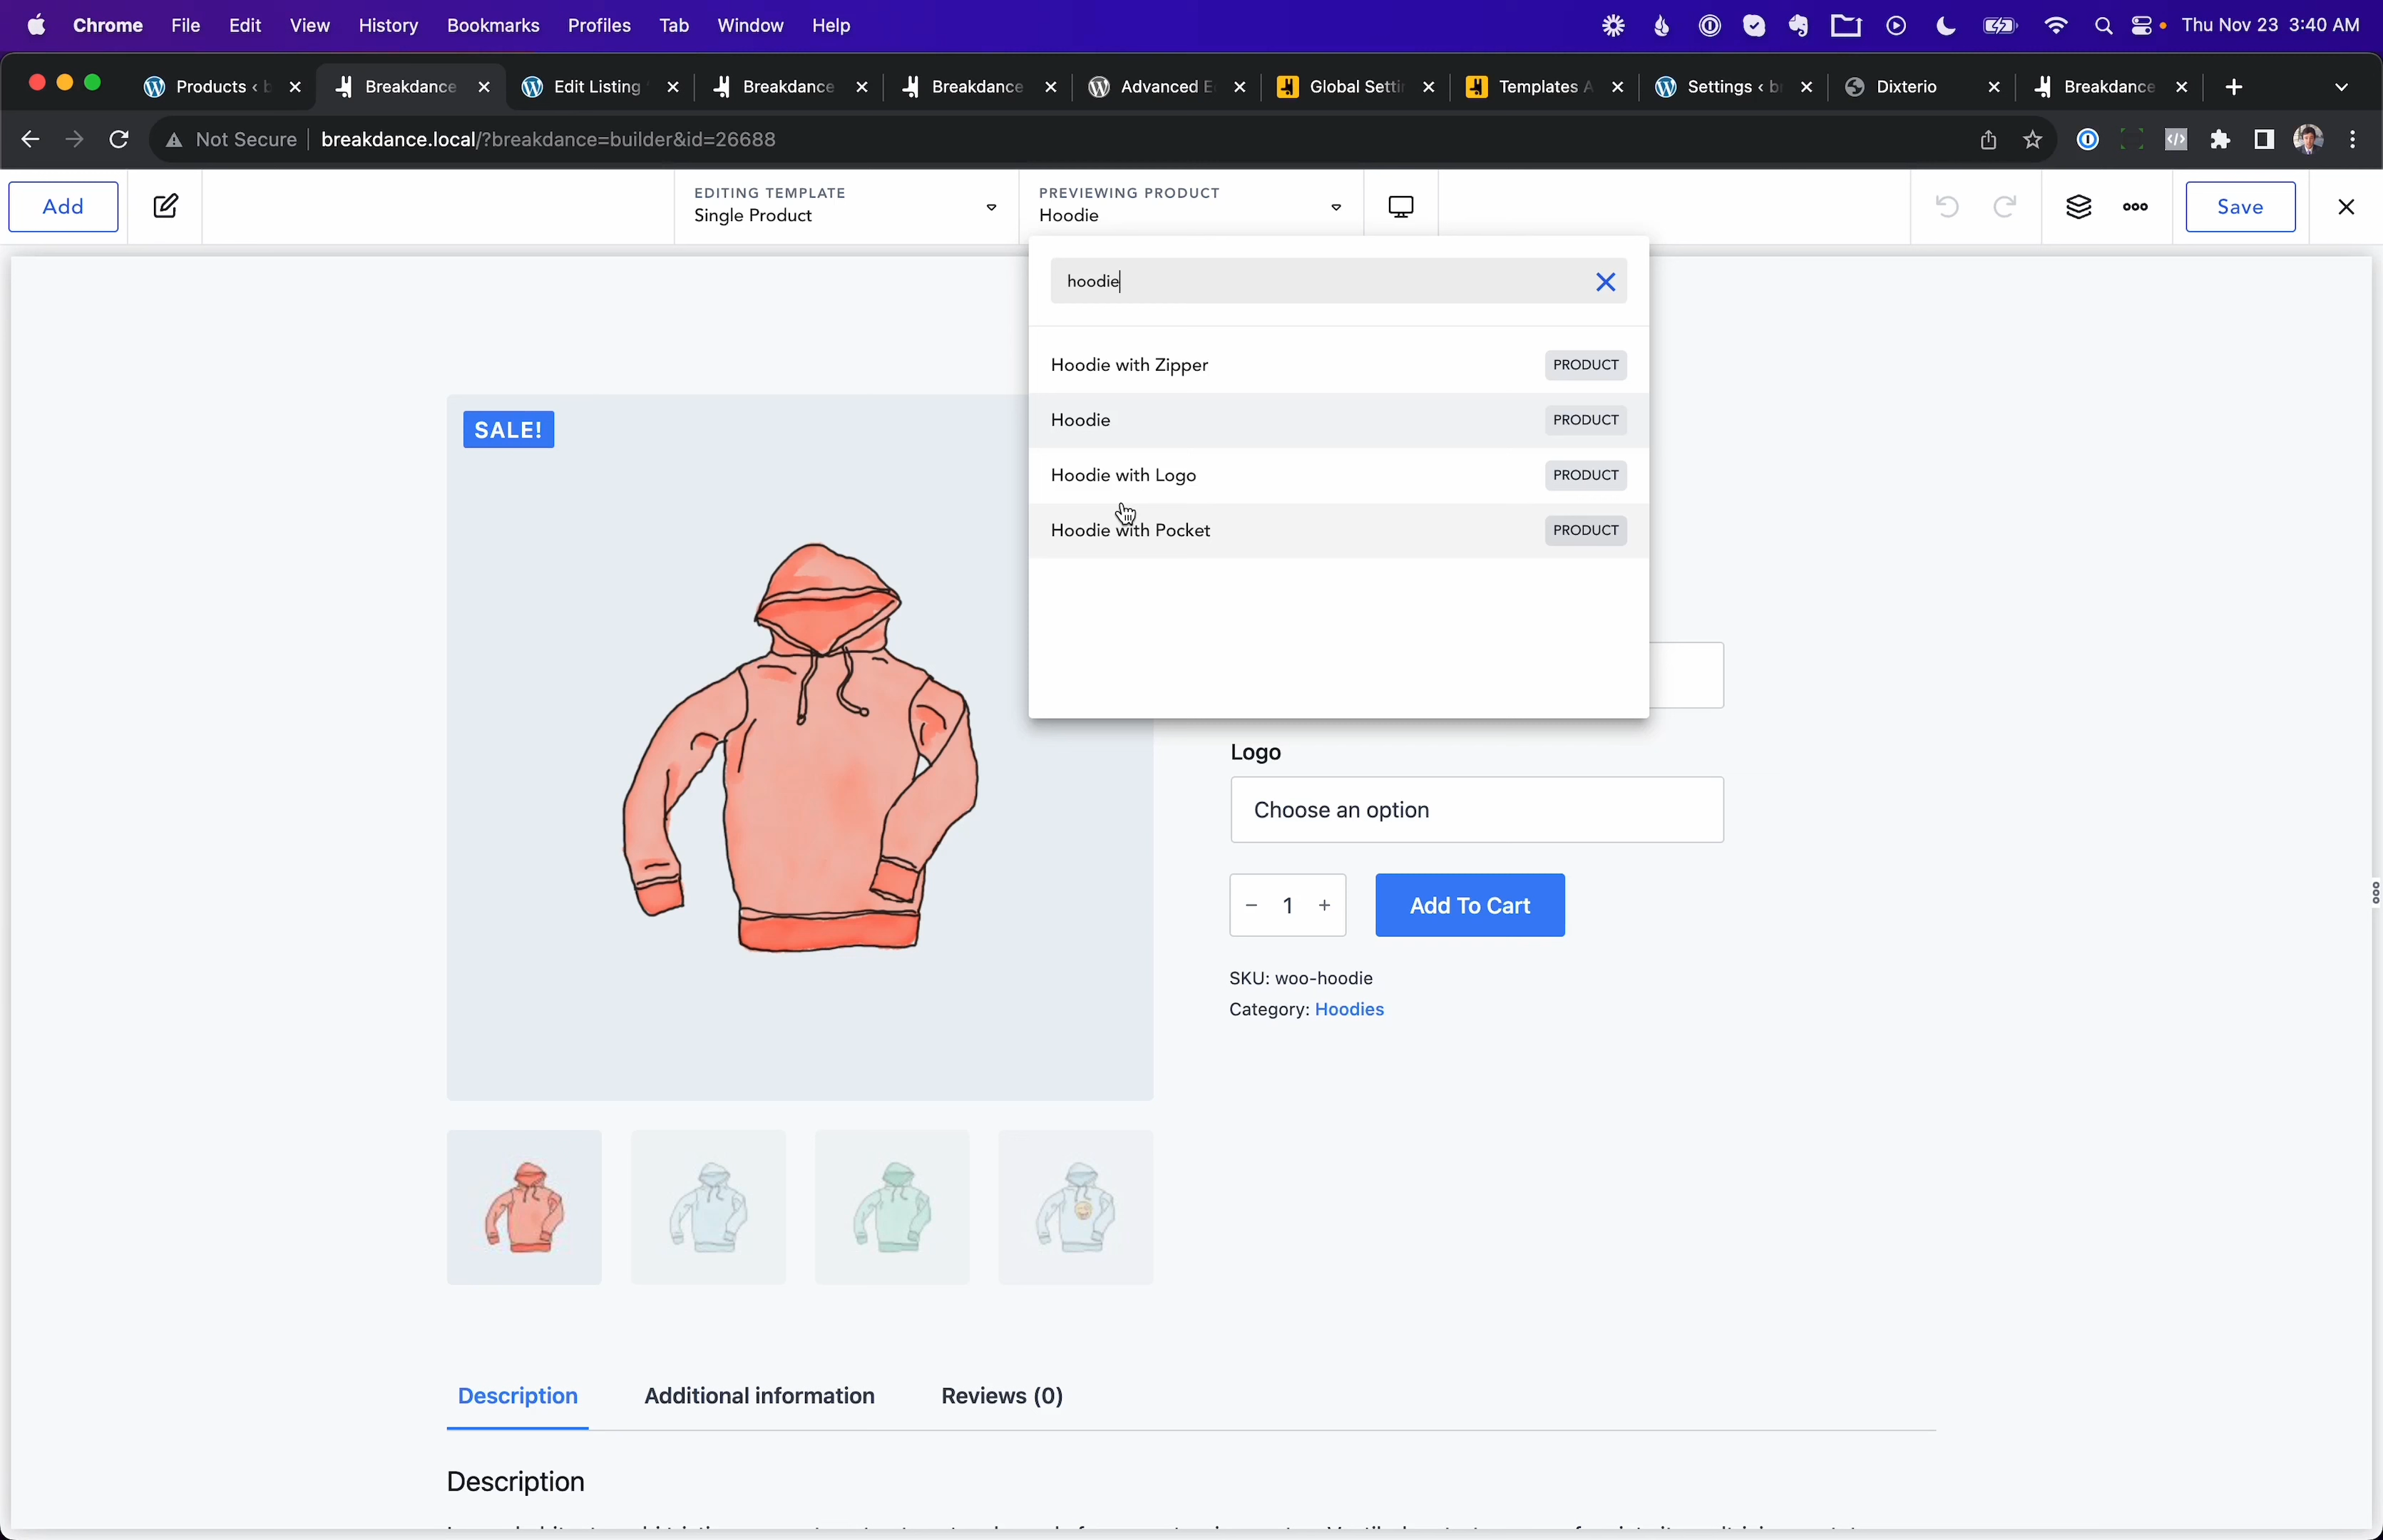 Chrome File Edit View History Bookmarks Profiles Tab Window Help Thu Nov 23 3:40 AM
Products ‹ b Breakdance Edit Listing Breakdance Breakdance Advanced E Global Setti Templates A Settings ‹ b Dixterio Breakdance
Not Secure breakdance.local/?breakdance=builder&id=26688
Add
EDITING TEMPLATE
Single Product
PREVIEWING PRODUCT
Hoodie
Save
hoodie
Hoodie with Zipper PRODUCT
Hoodie PRODUCT
Hoodie with Logo PRODUCT
Hoodie with Pocket PRODUCT
SALE!
Logo
Choose an option
− 1 + Add To Cart
SKU: woo-hoodie
Category: Hoodies
Description Additional information Reviews (0)
Description